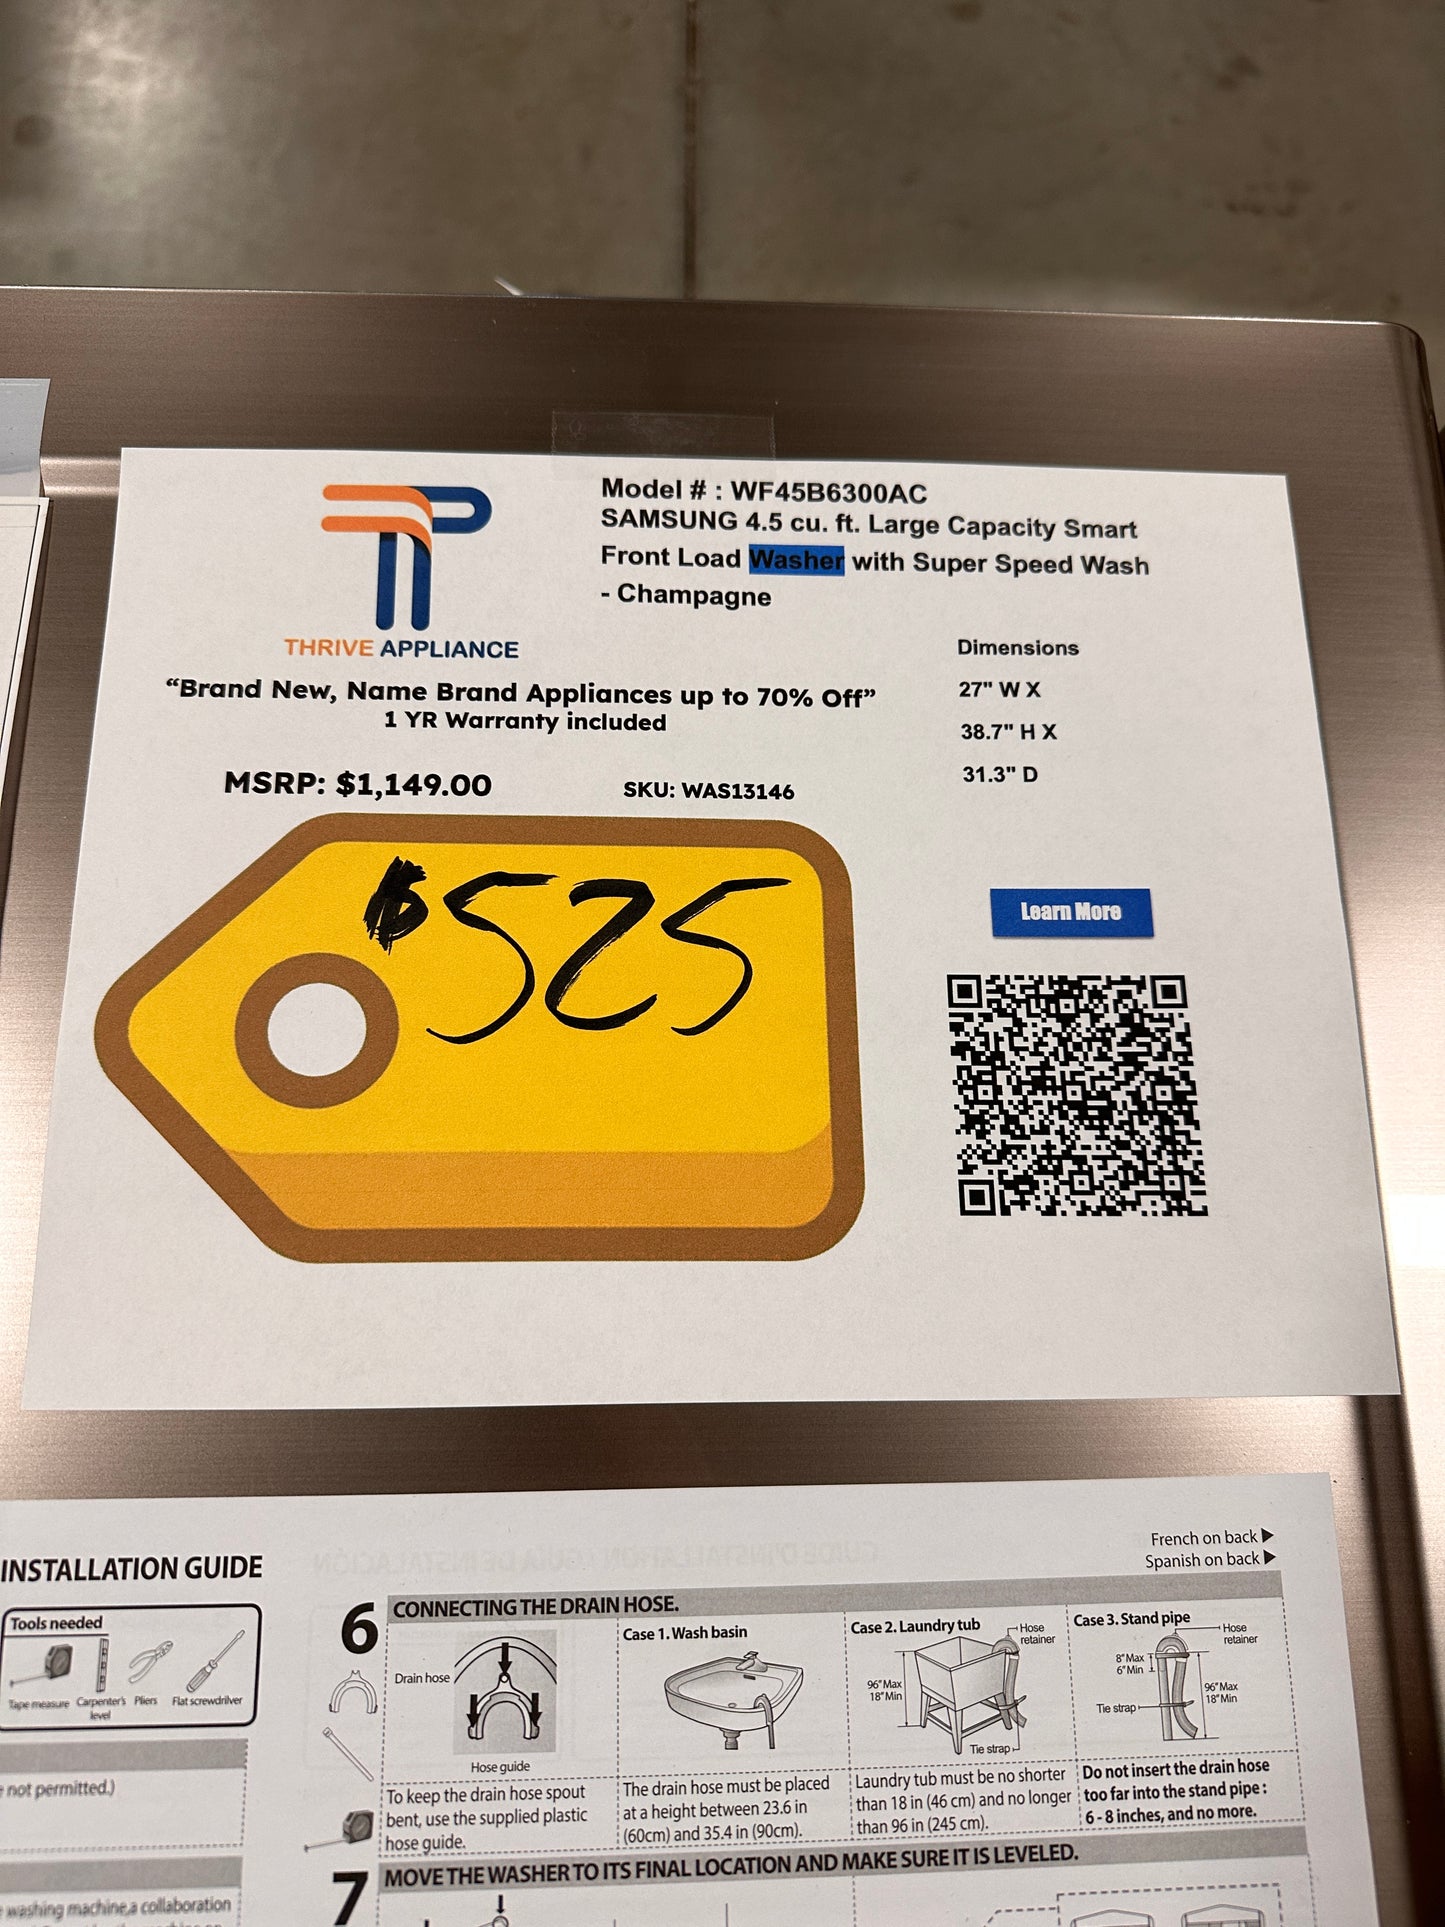 Model # : WF45B6300AC
SAMSUNG 4.5 cu. ft. Large Capacity Smart
Front Load Washer with Super Speed Wash
- Champagne
THRIVE APPLIANCE
“Brand New, Name Brand Appliances up to 70% Off”
1 YR Warranty included
MSRP: $1,149.00
SKU: WAS13146
Dimensions
27" W X
38.7" H X
31.3" D
$525
Learn More
French on back
Spanish on back
INSTALLATION GUIDE
Tools needed
Tape measure
Carpenter's
level
Pliers
Flat screwdriver
not permitted.)
washing machine,a collaboration
6 CONNECTING THE DRAIN HOSE.
Drain hose
Hose guide
To keep the drain hose spout
bent, use the supplied plastic
hose guide.
Case 1. Wash basin
The drain hose must be placed
at a height between 23.6 in
(60cm) and 35.4 in (90cm).
Case 2. Laundry tub
Hose
retainer
96" Max
18" Min
Tie strap
Laundry tub must be no shorter
than 18 in (46 cm) and no longer
than 96 in (245 cm).
Case 3. Stand pipe
Hose
retainer
8" Max
6" Min
96" Max
18" Min
Tie strap
Do not insert the drain hose
too far into the stand pipe :
6 - 8 inches, and no more.
7 MOVE THE WASHER TO ITS FINAL LOCATION AND MAKE SURE IT IS LEVELED.